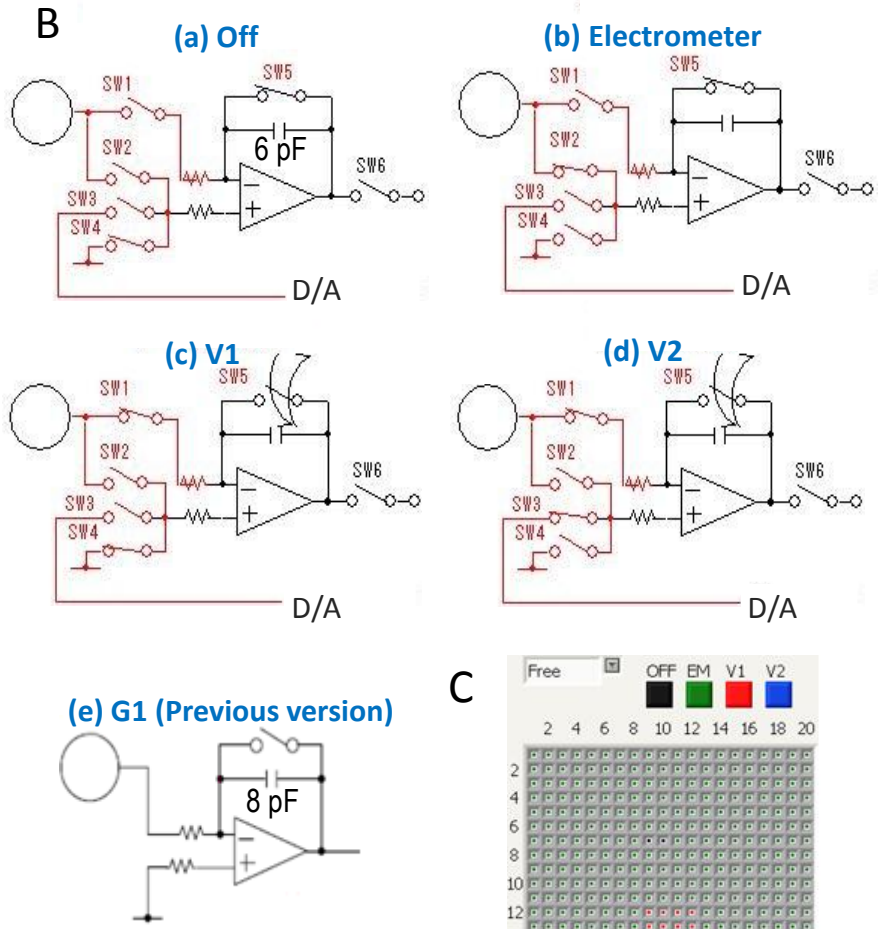 B
(a) Off
SW1
SW5
SW2
6 pF
SW6
SW3
SW4
D/A
(b) Electrometer
SW1
SW5
SW2
SW6
SW3
SW4
D/A
(c) V1
SW1
SW5
SW2
SW6
SW3
SW4
D/A
(d) V2
SW1
SW5
SW2
SW6
SW3
SW4
D/A
(e) G1 (Previous version)
8 pF
C
Free OFF EM V1 V2
2 4 6 8 10 12 14 16 18 20
2
4
6
8
10
12